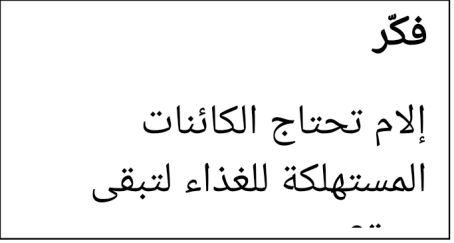 فكّر
إلام تحتاج الكائنات
المستهلكة للغذاء لتبقى